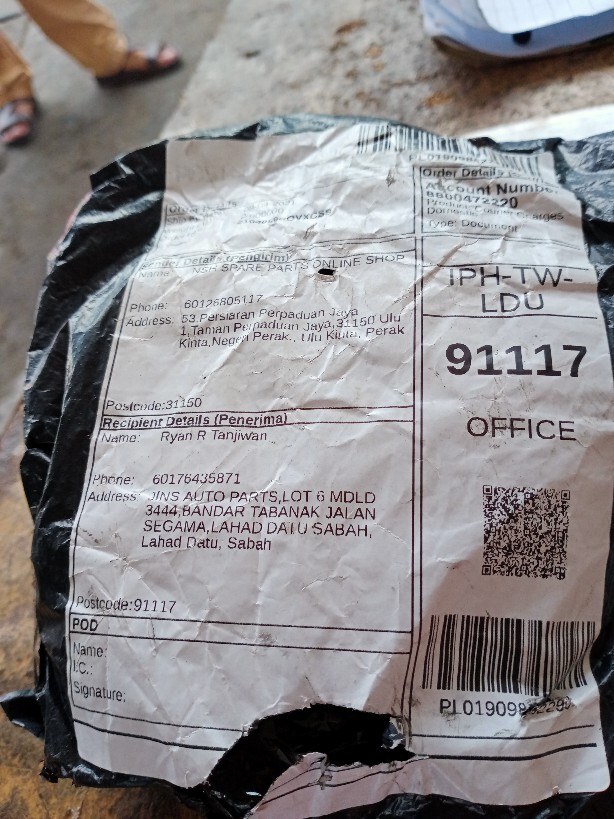 Order Details
Account Number
Domestic Charges
Type: Document
Sender Details (Pengirim)
Name: NSH SPARE PARTS ONLINE SHOP
Phone: 60126805117
Address: 53,Persiaran Perpaduan Jaya
1,Taman Perpaduan Jaya,31150 Ulu
Kinta,Negeri Perak., Ulu Kinta, Perak
Postcode:31150
IPH-TW-
LDU
91117
OFFICE
Recipient Details (Penerima)
Name: Ryan R Tanjiwan
Phone: 60176435871
Address: JINS AUTO PARTS,LOT 6 MDLD
3444,BANDAR TABANAK JALAN
SEGAMA,LAHAD DATU SABAH,
Lahad Datu, Sabah
Postcode:91117
POD
Name:
I.C.:
Signature: